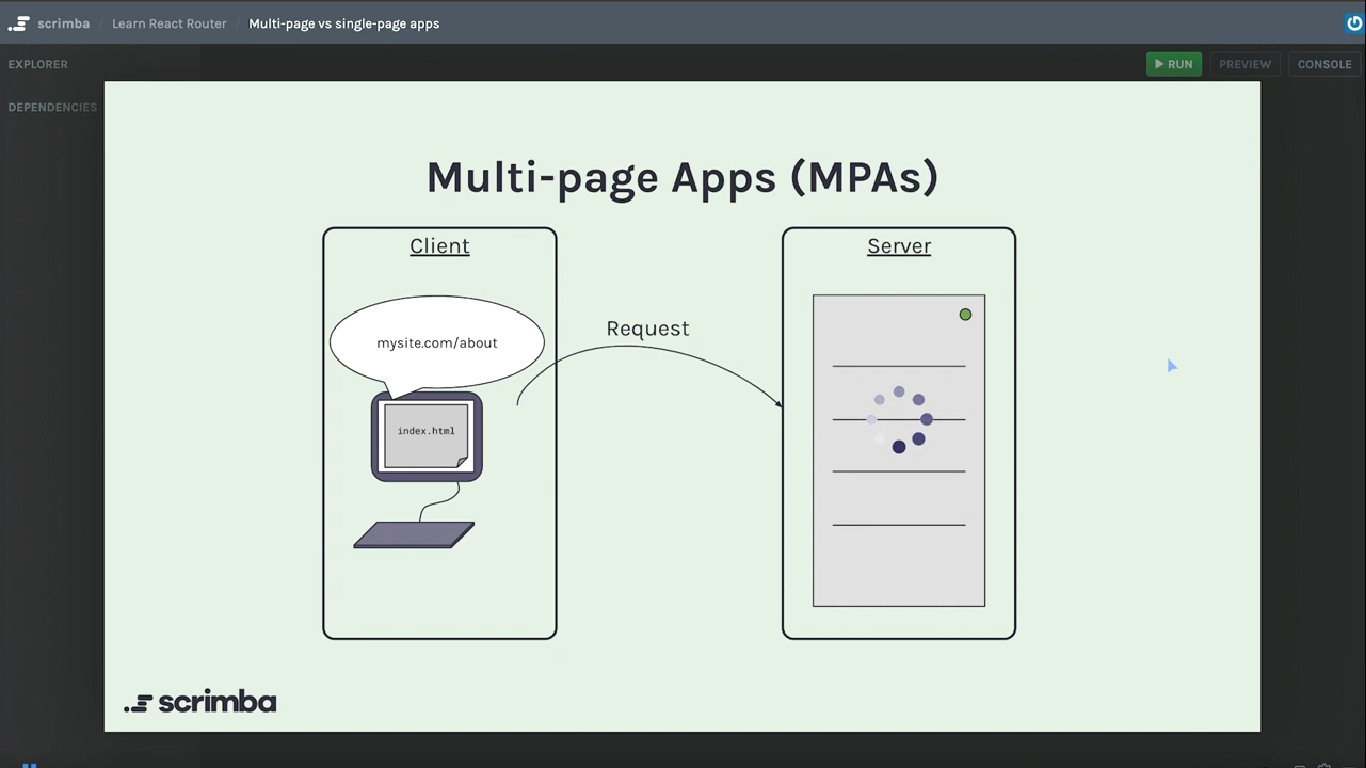 scrimba / Learn React Router / Multi-page vs single-page apps
EXPLORER
RUN
PREVIEW
CONSOLE
DEPENDENCIES
Multi-page Apps (MPAs)
Client
Server
Request
mysite.com/about
index.html
scrimba